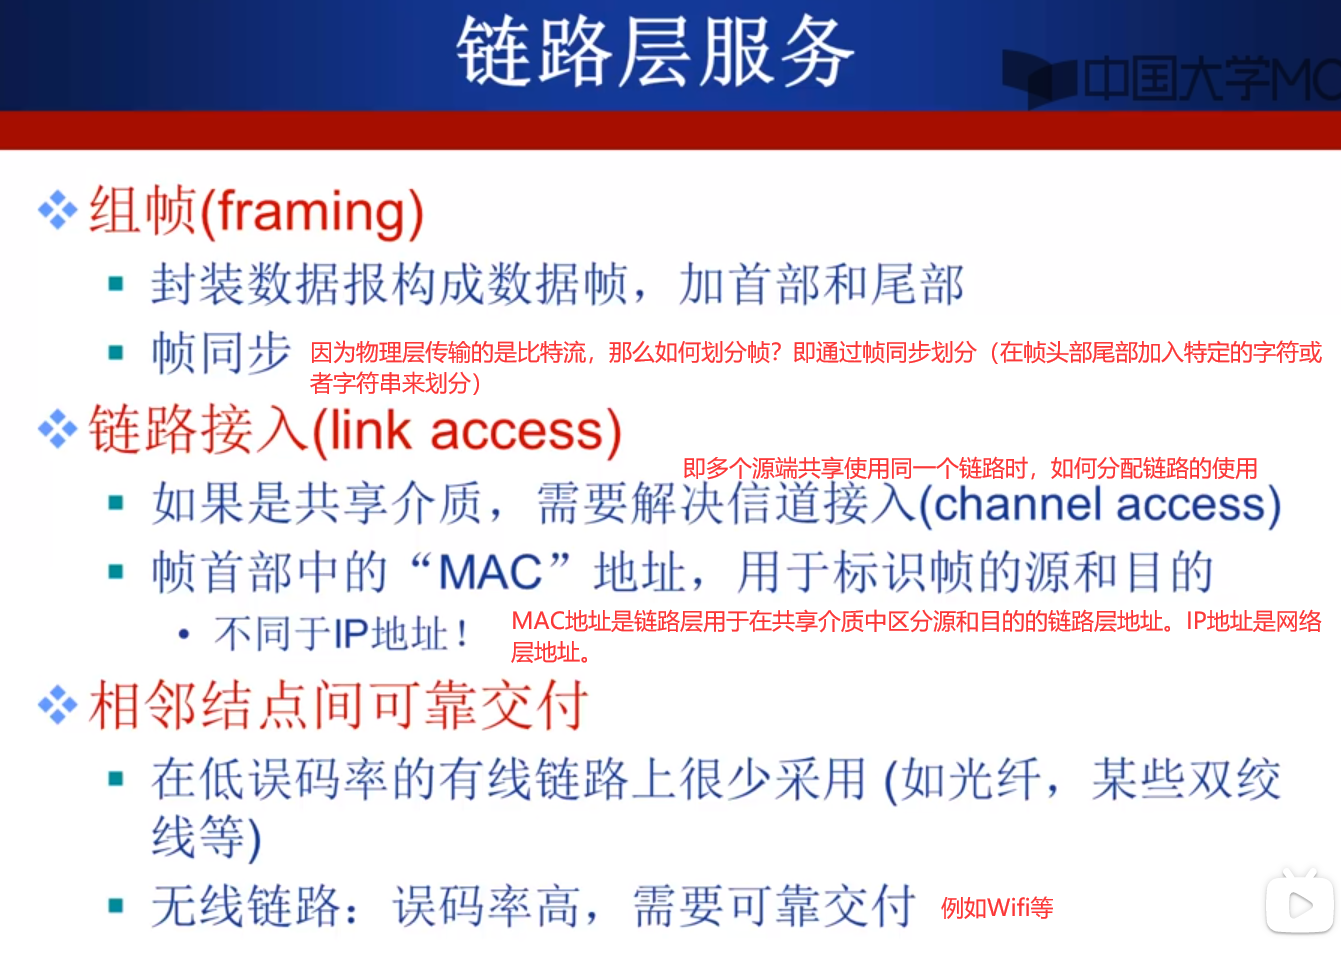 链路层服务
中国大学MO
组帧(framing)
封装数据报构成数据帧，加首部和尾部
帧同步
因为物理层传输的是比特流，那么如何划分帧？即通过帧同步划分（在帧头部尾部加入特定的字符或
者字符串来划分）
链路接入(link access)
即多个源端共享使用同一个链路时，如何分配链路的使用
如果是共享介质，需要解决信道接入(channel access)
帧首部中的“MAC”地址，用于标识帧的源和目的
不同于IP地址！
MAC地址是链路层用于在共享介质中区分源和目的的链路层地址。IP地址是网络
层地址。
相邻结点间可靠交付
在低误码率的有线链路上很少采用 (如光纤，某些双绞
线等)
无线链路：误码率高，需要可靠交付
例如Wifi等